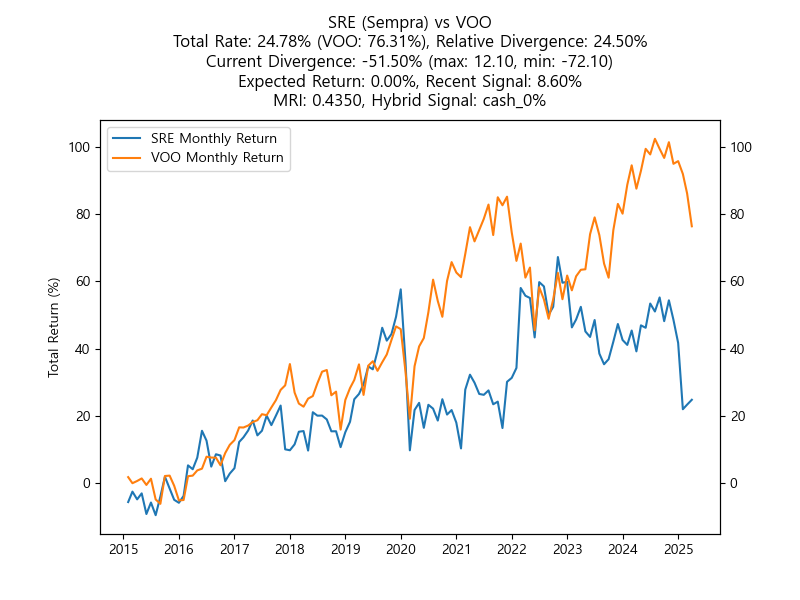 SRE (Sempra) vs VOO
Total Rate: 24.78% (VOO: 76.31%), Relative Divergence: 24.50%
Current Divergence: -51.50% (max: 12.10, min: -72.10)
Expected Return: 0.00%, Recent Signal: 8.60%
MRI: 0.4350, Hybrid Signal: cash_0%
SRE Monthly Return
VOO Monthly Return
Total Return (%)
100
80
60
40
20
0
100
80
60
40
20
0
2015 2016 2017 2018 2019 2020 2021 2022 2023 2024 2025